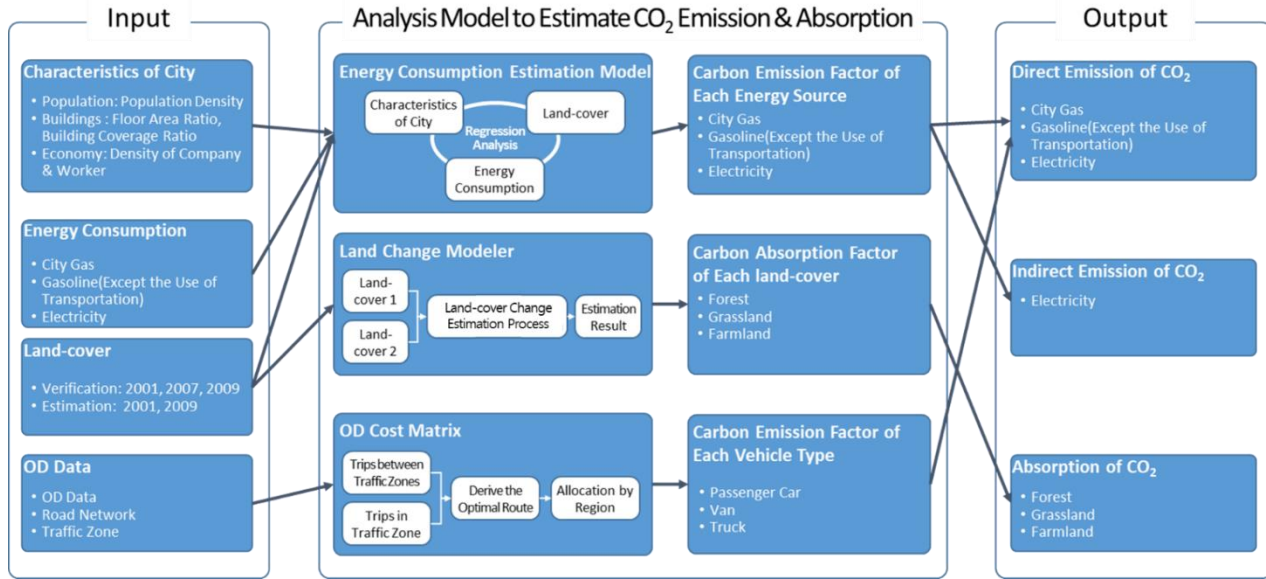 Input
Characteristics of City
• Population: Population Density
• Buildings : Floor Area Ratio,
Building Coverage Ratio
• Economy: Density of Company
& Worker
Energy Consumption
• City Gas
• Gasoline(Except the Use of
Transportation)
• Electricity
Land-cover
• Verification: 2001, 2007, 2009
• Estimation: 2001, 2009
OD Data
• OD Data
• Road Network
• Traffic Zone
Analysis Model to Estimate CO₂ Emission & Absorption
Energy Consumption Estimation Model
Characteristics
of City
Land-cover
Regression
Analysis
Energy
Consumption
Carbon Emission Factor of
Each Energy Source
• City Gas
• Gasoline(Except the Use of
Transportation)
• Electricity
Land Change Modeler
Land-
cover 1
Land-
cover 2
Land-cover Change
Estimation Process
Estimation
Result
Carbon Absorption Factor
of Each land-cover
• Forest
• Grassland
• Farmland
OD Cost Matrix
Trips between
Traffic Zones
Trips in
Traffic Zone
Derive the
Optimal Route
Allocation by
Region
Carbon Emission Factor of
Each Vehicle Type
• Passenger Car
• Van
• Truck
Output
Direct Emission of CO₂
• City Gas
• Gasoline(Except the Use of
Transportation)
• Electricity
Indirect Emission of CO₂
• Electricity
Absorption of CO₂
• Forest
• Grassland
• Farmland